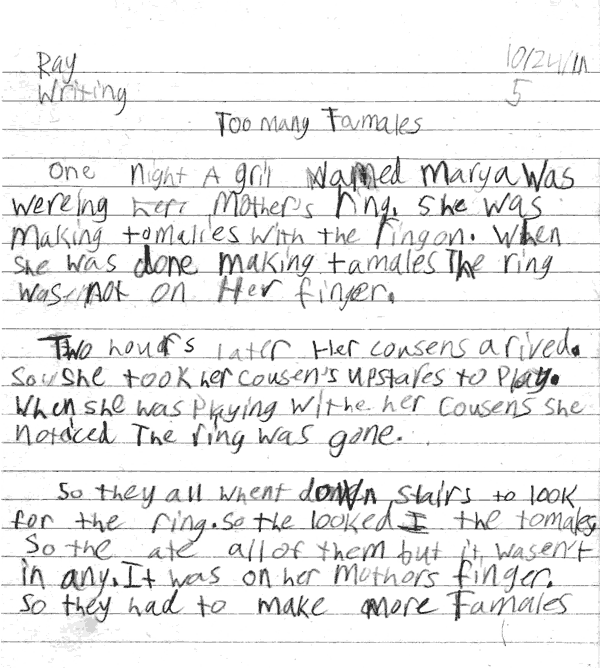 Ray
10/24/11
Writing
5
Too many Tamales
One night A gril Named Marya Was
wereing her Mother's ring. She was
Making tomalies with the ring on. When
she was done making tamales The ring
was not on Her finger.
Two hours later Her cousens arived.
So she took her cousen's upstares to Play.
When she was Playing withe her cousens she
notaced The ring was gone.
So they all whent down stairs to look
for the ring. So the looked I the tomales
So the ate all of them but it wasen't
in any. It was on her Mothors finger.
So they had to make more Tamales